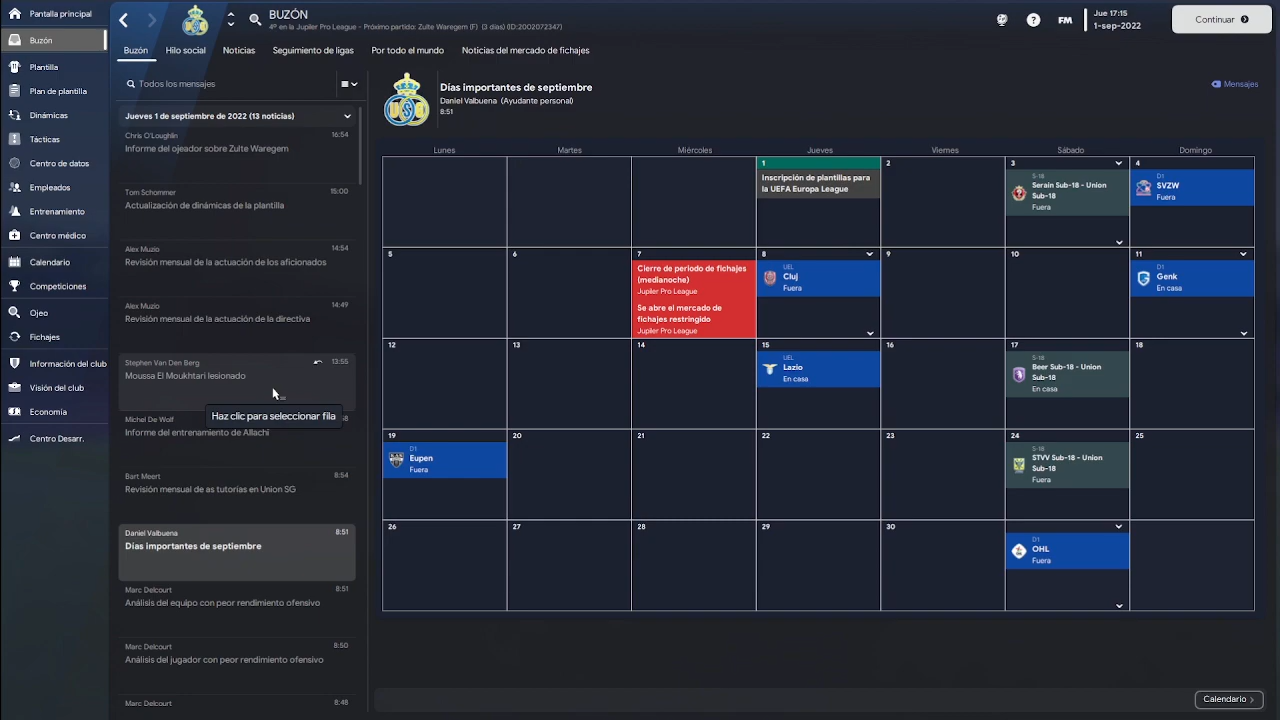 Plantalla principal
Buzón
Plantilla
Plan de plantilla
Dinámicas
Tácticas
Centro de datos
Empleados
Entrenamiento
Centro médico
Calendario
Competiciones
Ojeo
Fichajes
Información del club
Visión del club
Economía
Centro Desarr.
BUZÓN
4º en la Jupiler Pro League - Próximo partido: Zulte Waregem (F) (3 días) (ID:2002072347)
FM
Jue 17:15
1-sep-2022
Continuar
Buzón
Hilo social
Noticias
Seguimiento de ligas
Por todo el mundo
Noticias del mercado de fichajes
Todos los mensajes
Jueves 1 de septiembre de 2022 (13 noticias)
Chris O'Loughlin 16:54
Informe del ojeador sobre Zulte Waregem
Tom Schommer 15:00
Actualización de dinámicas de la plantilla
Alex Muzio 14:54
Revisión mensual de la actuación de los aficionados
Alex Muzio 14:49
Revisión mensual de la actuación de la directiva
Stephen Van Den Berg 13:55
Moussa El Moukhtari lesionado
Haz clic para seleccionar fila
Michel De Wolf
Informe del entrenamiento de Allachi
Bart Meert 8:54
Revisión mensual de as tutorías en Union SG
Daniel Valbuena 8:51
Días importantes de septiembre
Marc Delcourt 8:51
Análisis del equipo con peor rendimiento ofensivo
Marc Delcourt 8:50
Análisis del jugador con peor rendimiento ofensivo
Marc Delcourt 8:48
Días importantes de septiembre
Daniel Valbuena (Ayudante personal)
8:51
Mensajes
Lunes Martes Miércoles Jueves Viernes Sábado Domingo
1
Inscripción de plantillas para
la UEFA Europa League
2
3
S-18
Serain Sub-18 - Union
Sub-18
Fuera
4
D1
SVZW
Fuera
5
6
7
Cierre de periodo de fichajes
(medianoche)
Jupiler Pro League
Se abre el mercado de
fichajes restringido
Jupiler Pro League
8
UEL
Cluj
Fuera
9
10
11
D1
Genk
En casa
12
13
14
15
UEL
Lazio
En casa
16
17
S-18
Beer Sub-18 - Union
Sub-18
En casa
18
19
D1
Eupen
Fuera
20
21
22
23
24
S-18
STVV Sub-18 - Union
Sub-18
Fuera
25
26
27
28
29
30
D1
OHL
Fuera
Calendario